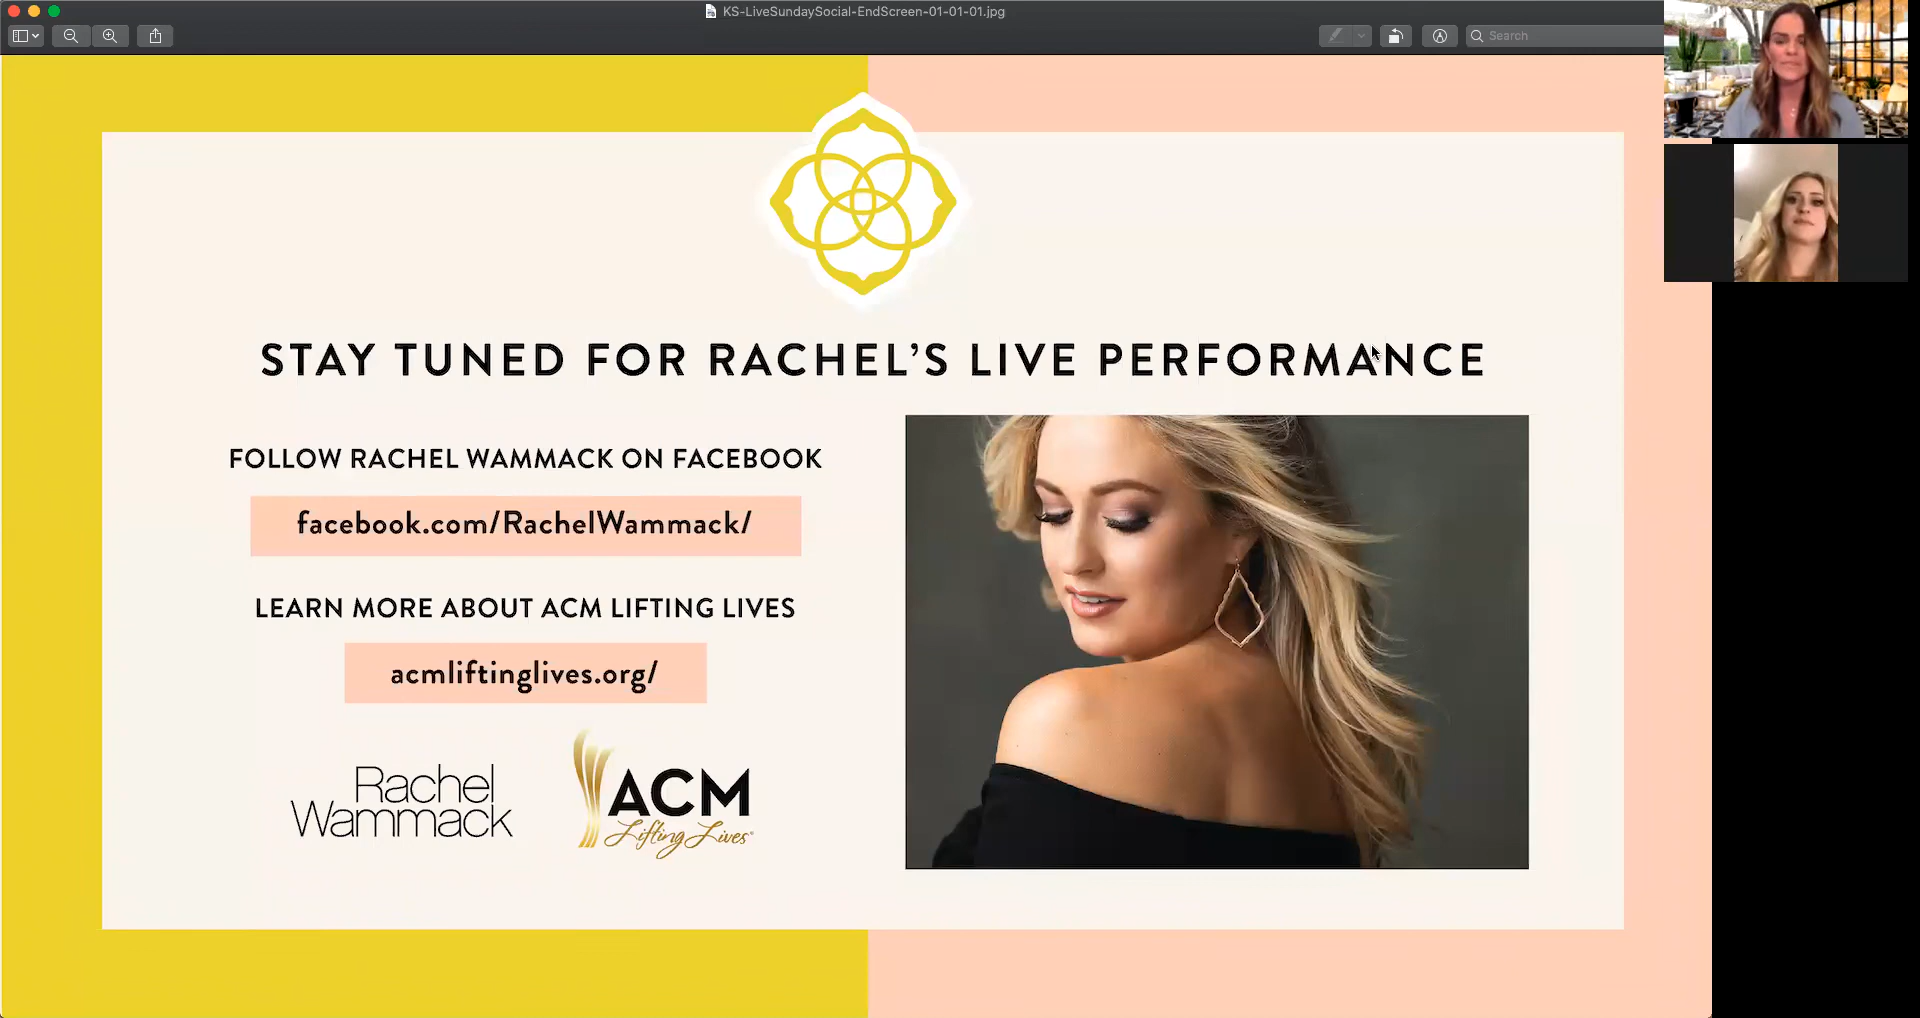 KS-LiveSundaySocial-EndScreen-01-01-01.jpg
Search
STAY TUNED FOR RACHEL’S LIVE PERFORMANCE
FOLLOW RACHEL WAMMACK ON FACEBOOK
facebook.com/RachelWammack/
LEARN MORE ABOUT ACM LIFTING LIVES
acmliftinglives.org/
Rachel
Wammack
ACM
Lifting Lives®